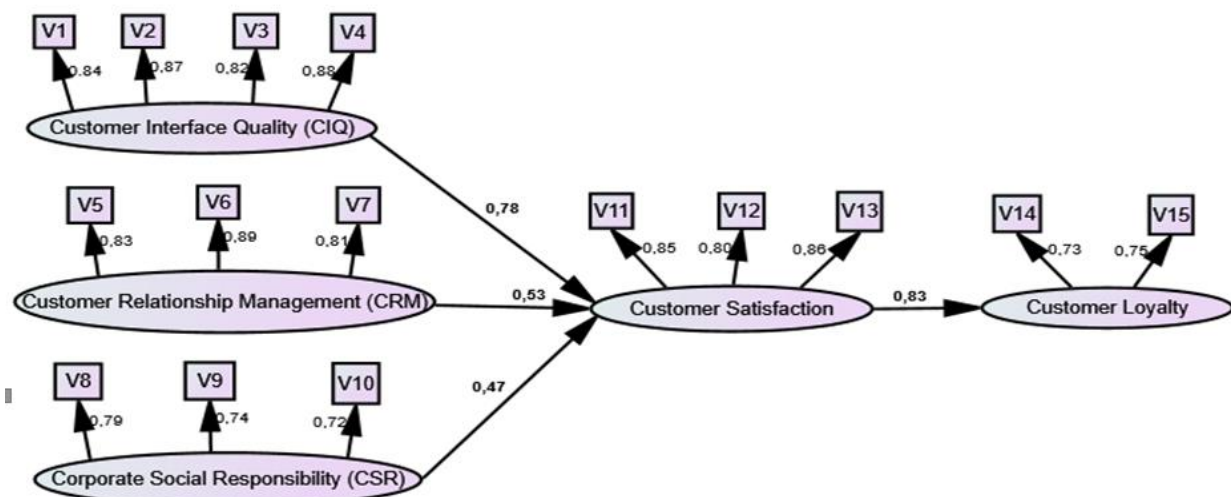 V1 V2 V3 V4
0.84 0.87 0.82 0.88
Customer Interface Quality (CIQ)
0,78
V5 V6 V7
0,83 0,89 0,81
Customer Relationship Management (CRM)
0,53
V8 V9 V10
0,79 0,74 0,72
Corporate Social Responsibility (CSR)
0,47
V11 V12 V13
0,85 0,80 0,86
Customer Satisfaction
0,83
V14 V15
0,73 0,75
Customer Loyalty